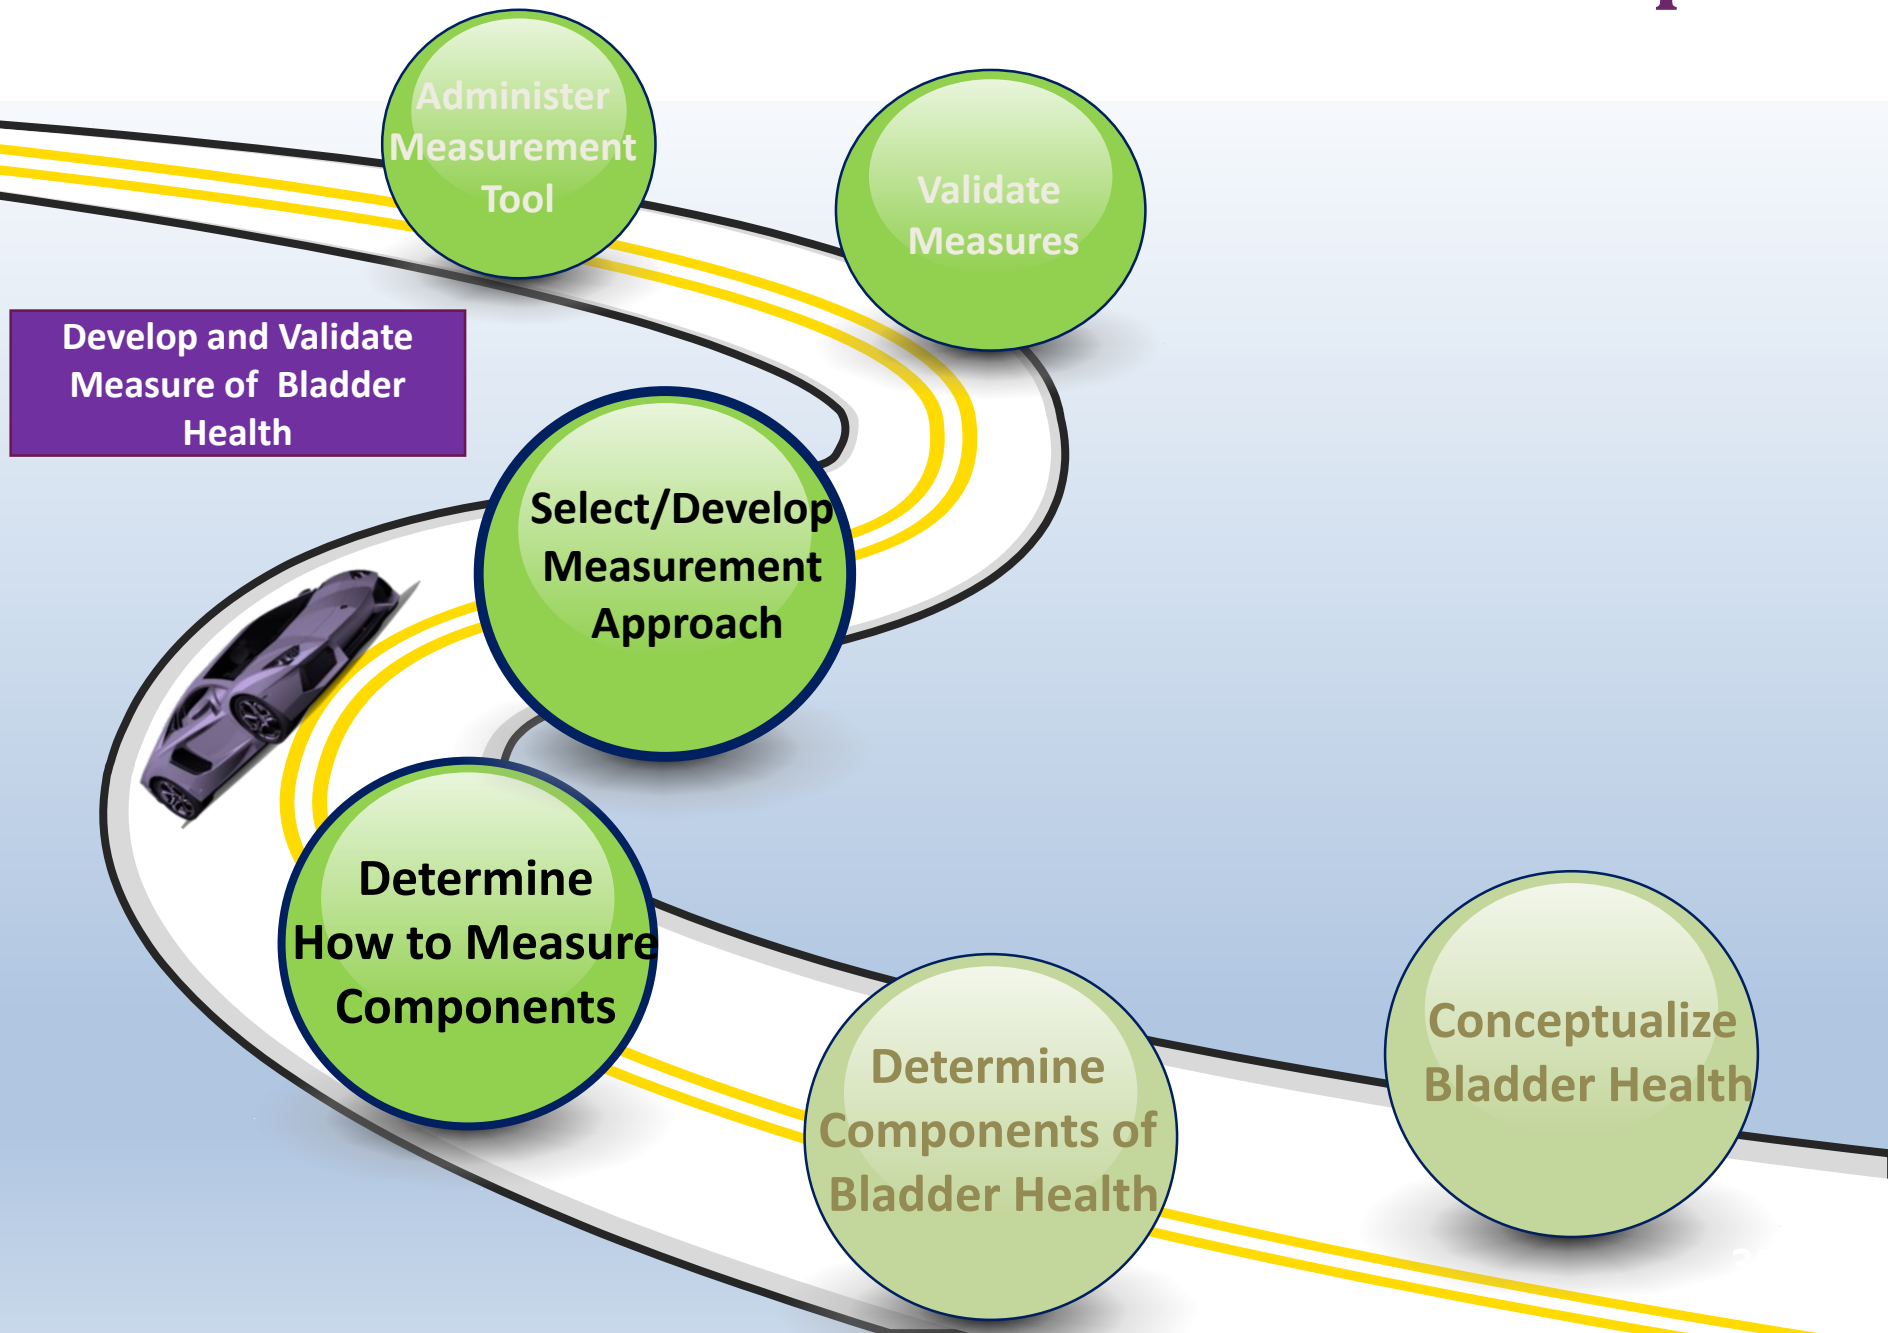 Administer
Measurement
Tool
Validate
Measures
Develop and Validate
Measure of Bladder
Health
Select/Develop
Measurement
Approach
Determine
How to Measure
Components
Determine
Components of
Bladder Health
Conceptualize
Bladder Health